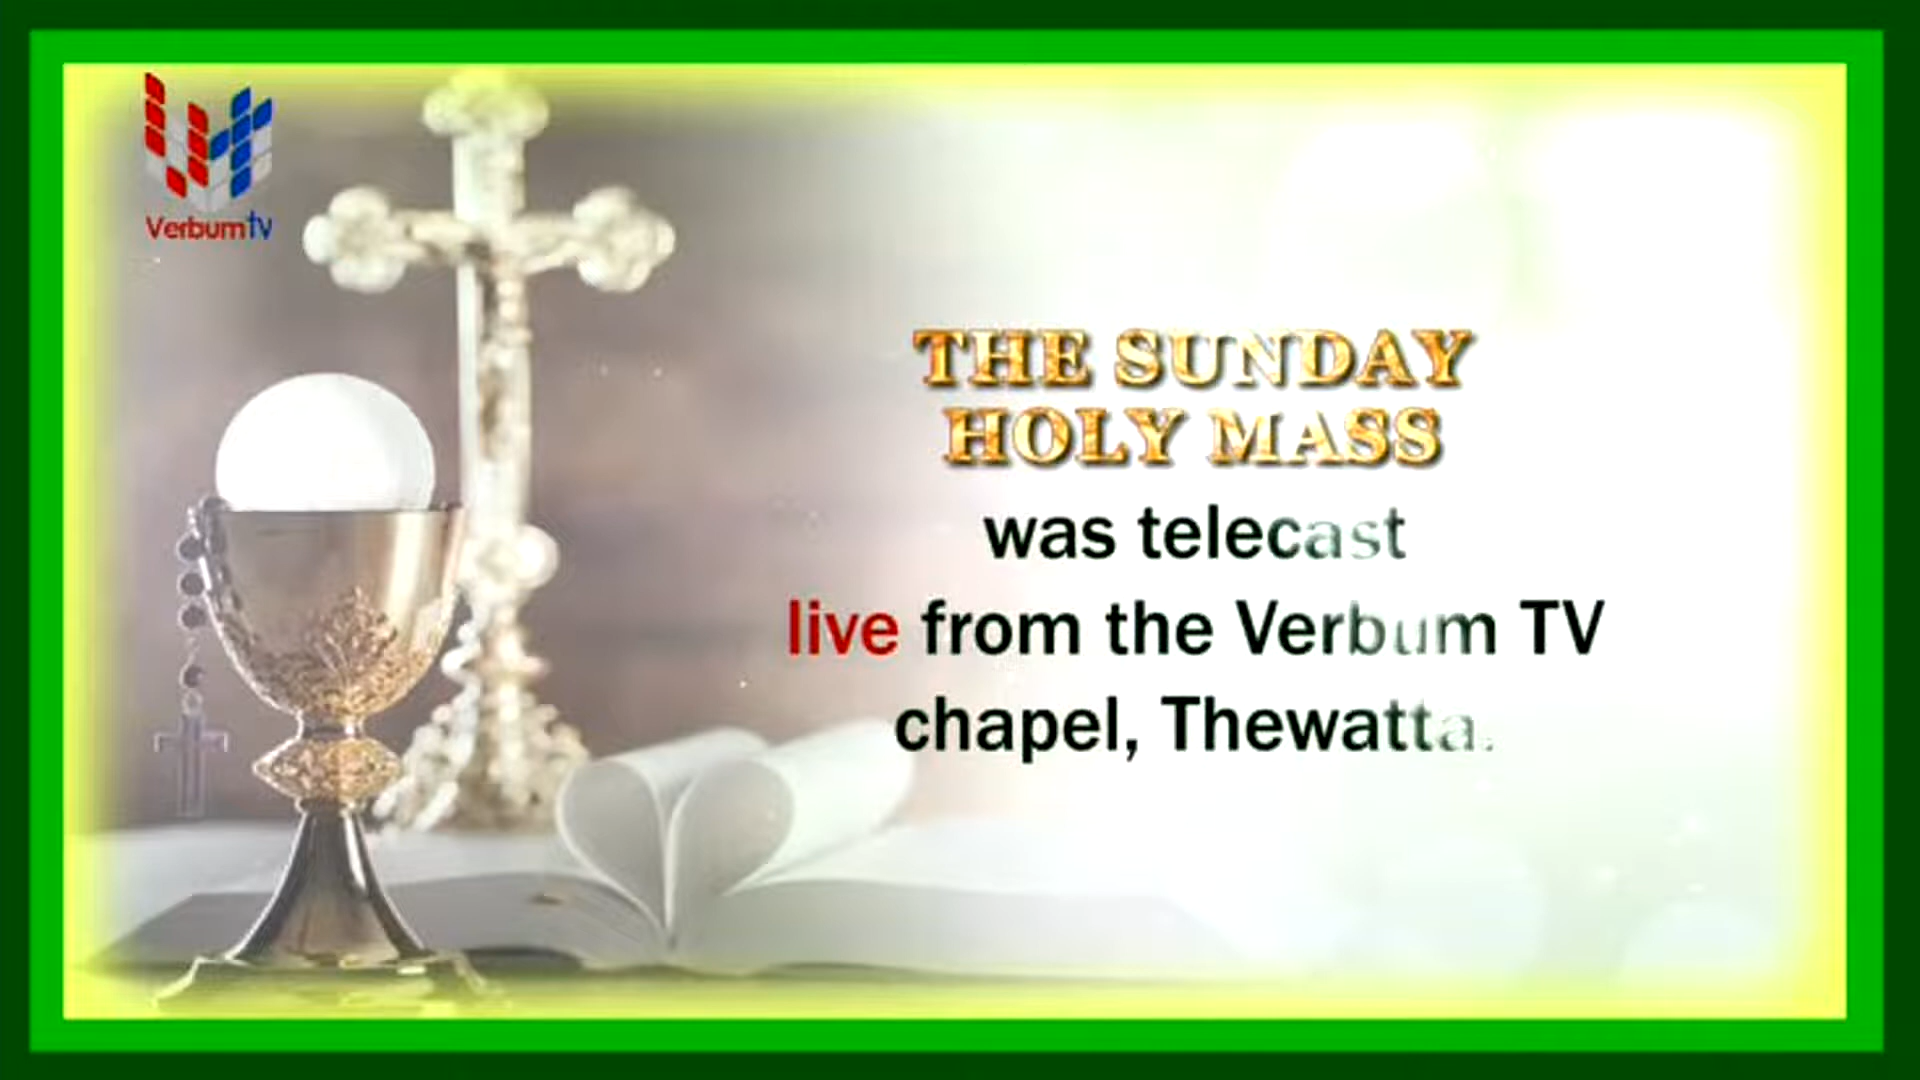 Verbumtv
THE SUNDAY
HOLY MASS
was telecast
live from the Verbum TV
chapel, Thewatta.